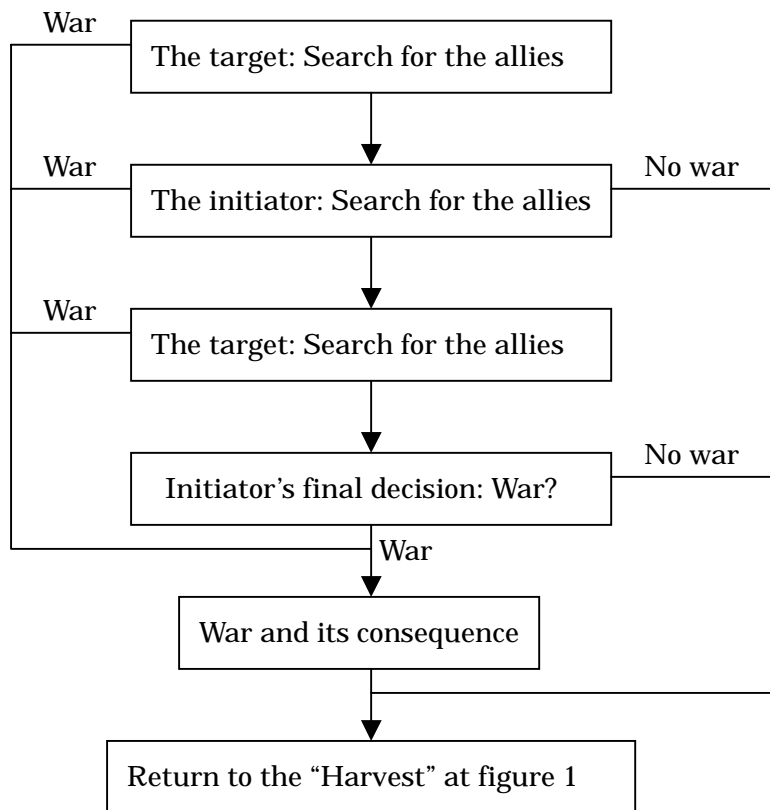 War
The target: Search for the allies
War
The initiator: Search for the allies
No war
War
The target: Search for the allies
Initiator’s final decision: War?
No war
War
War and its consequence
Return to the “Harvest” at figure 1